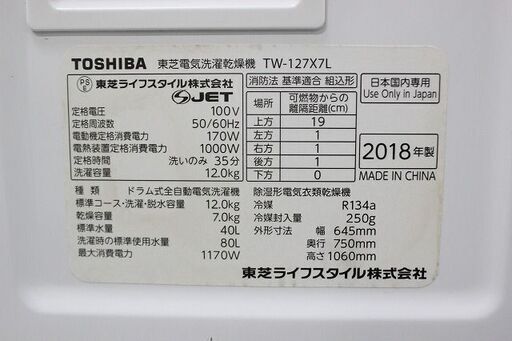 TOSHIBA 東芝電気洗濯乾燥機 TW-127X7L
PS E 東芝ライフスタイル株式会社
JET
定格電圧 100V
定格周波数 50/60Hz
電動機定格消費電力 170W
電熱装置定格消費電力 1000W
定格時間 洗いのみ 35分
洗濯容量 12.0kg
消防法 基準適合 組込形
場所 可燃物からの離隔距離(cm)
上方 19
左方 1
右方 1
後方 1
下方 0
日本国内専用
Use Only in Japan
2018年製
MADE IN CHINA
種類 ドラム式全自動電気洗濯機
標準コース・洗濯・脱水容量 12.0kg
乾燥容量 7.0kg
標準水量 40L
洗濯時の標準使用水量 80L
最大消費電力 1170W
除湿形電気衣類乾燥機
冷媒 R134a
冷媒封入量 250g
外形寸法 幅 645mm
奥行 750mm
高さ 1060mm
東芝ライフスタイル株式会社